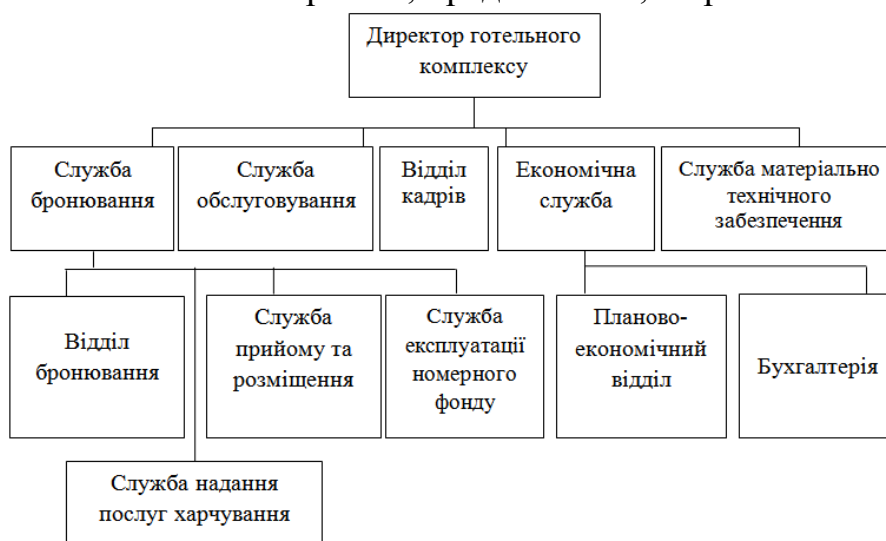 Директор готельного
комплексу
Служба
бронювання
Служба
обслуговування
Відділ
кадрів
Економічна
служба
Служба матеріально
технічного
забезпечення
Відділ
бронювання
Служба
прийому та
розміщення
Служба
експлуатації
номерного
фонду
Планово-
економічний
відділ
Бухгалтерія
Служба надання
послуг харчування